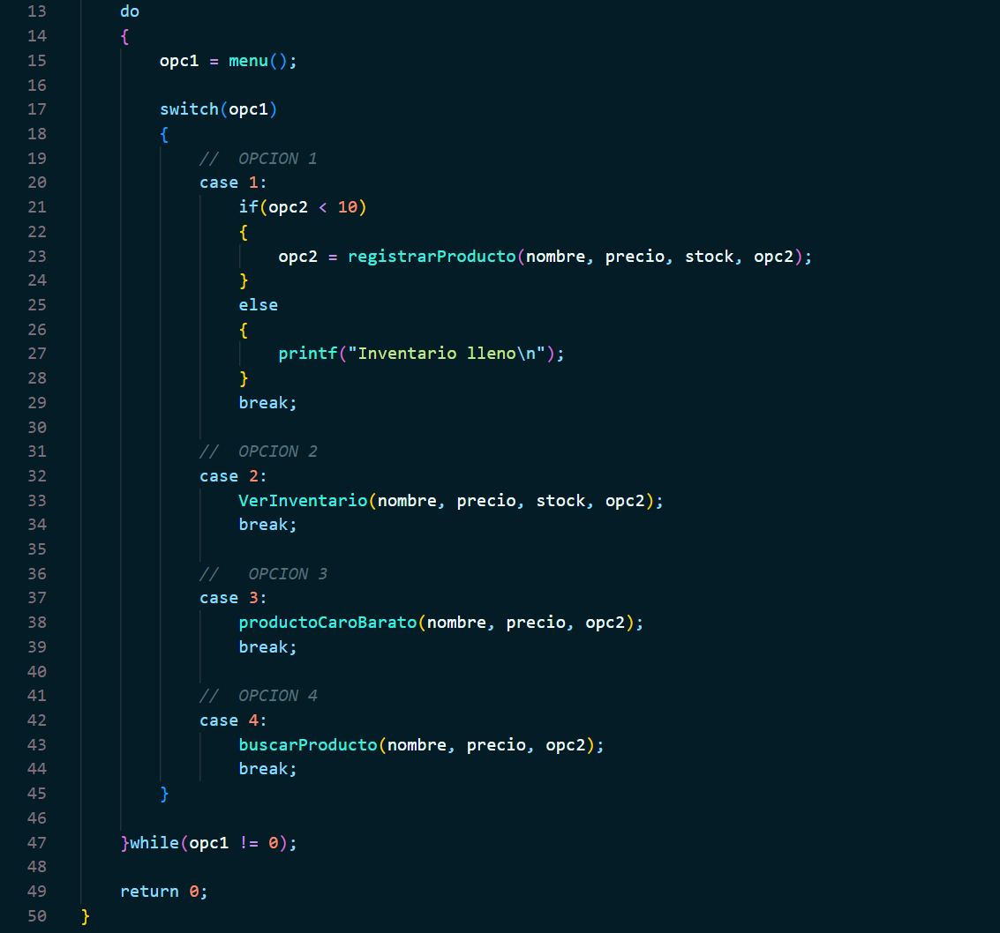 13 do
14 {
15 opc1 = menu();
16
17 switch(opc1)
18 {
19 //  OPCION 1
20 case 1:
21 if(opc2 < 10)
22 {
23 opc2 = registrarProducto(nombre, precio, stock, opc2);
24 }
25 else
26 {
27 printf("Inventario lleno\n");
28 }
29 break;
30
31 //  OPCION 2
32 case 2:
33 VerInventario(nombre, precio, stock, opc2);
34 break;
35
36 //   OPCION 3
37 case 3:
38 productoCaroBarato(nombre, precio, opc2);
39 break;
40
41 //  OPCION 4
42 case 4:
43 buscarProducto(nombre, precio, opc2);
44 break;
45 }
46
47 }while(opc1 != 0);
48
49 return 0;
50 }